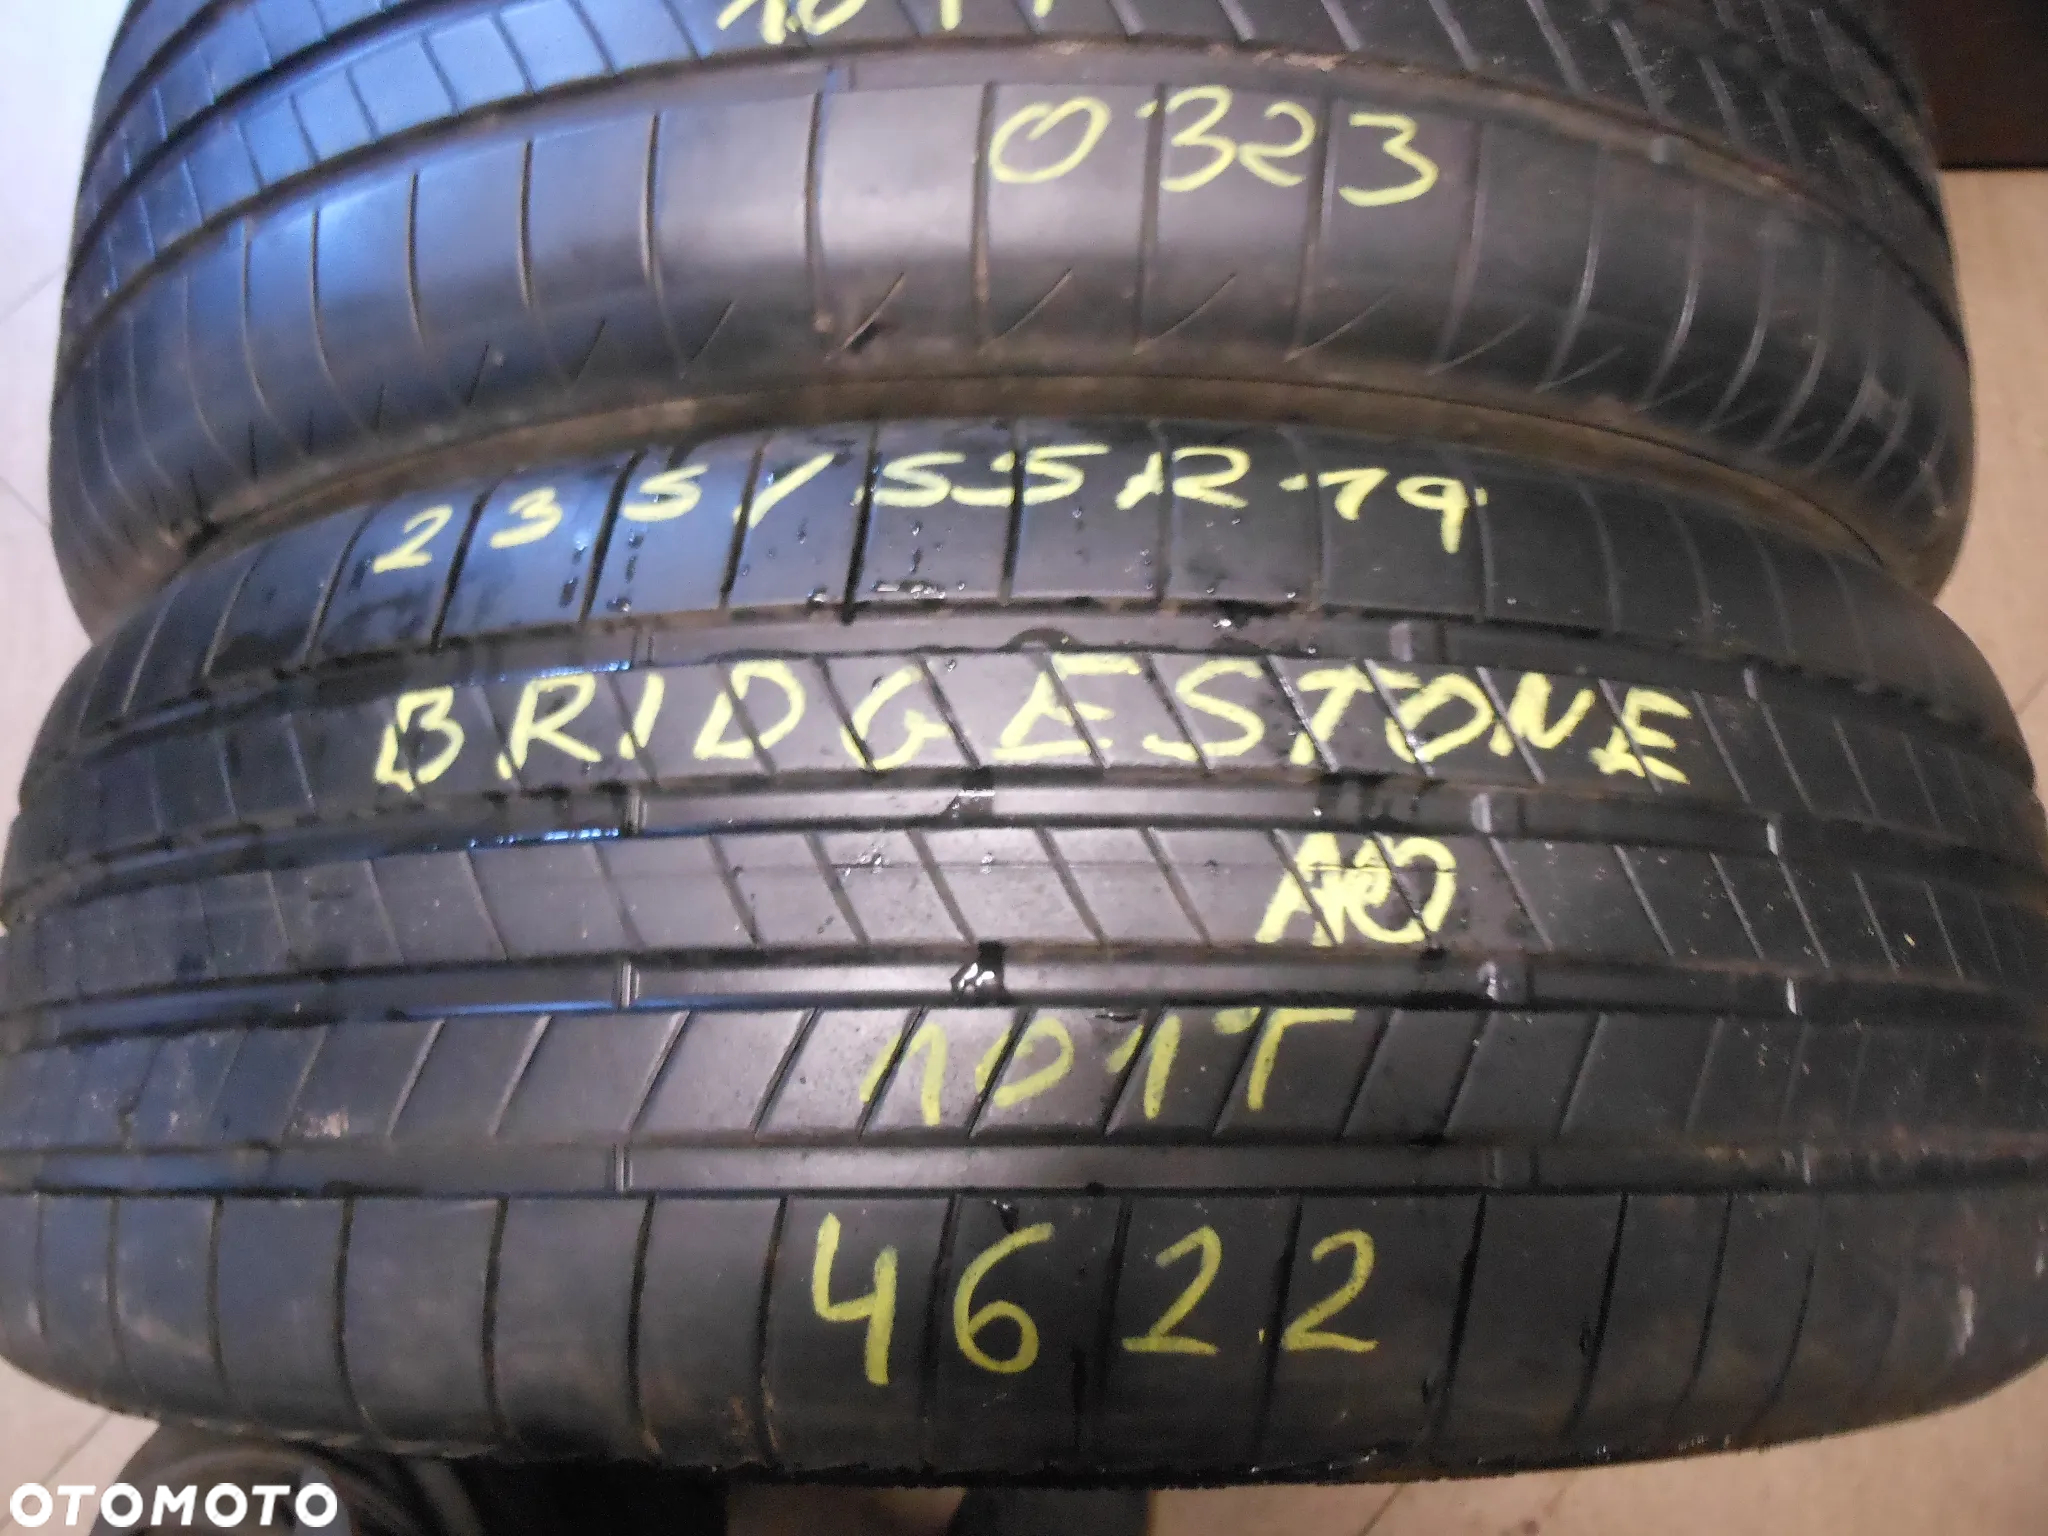 0323
235/55R19
BRIDGESTONE
AO
101T
4622
OTOMOTO